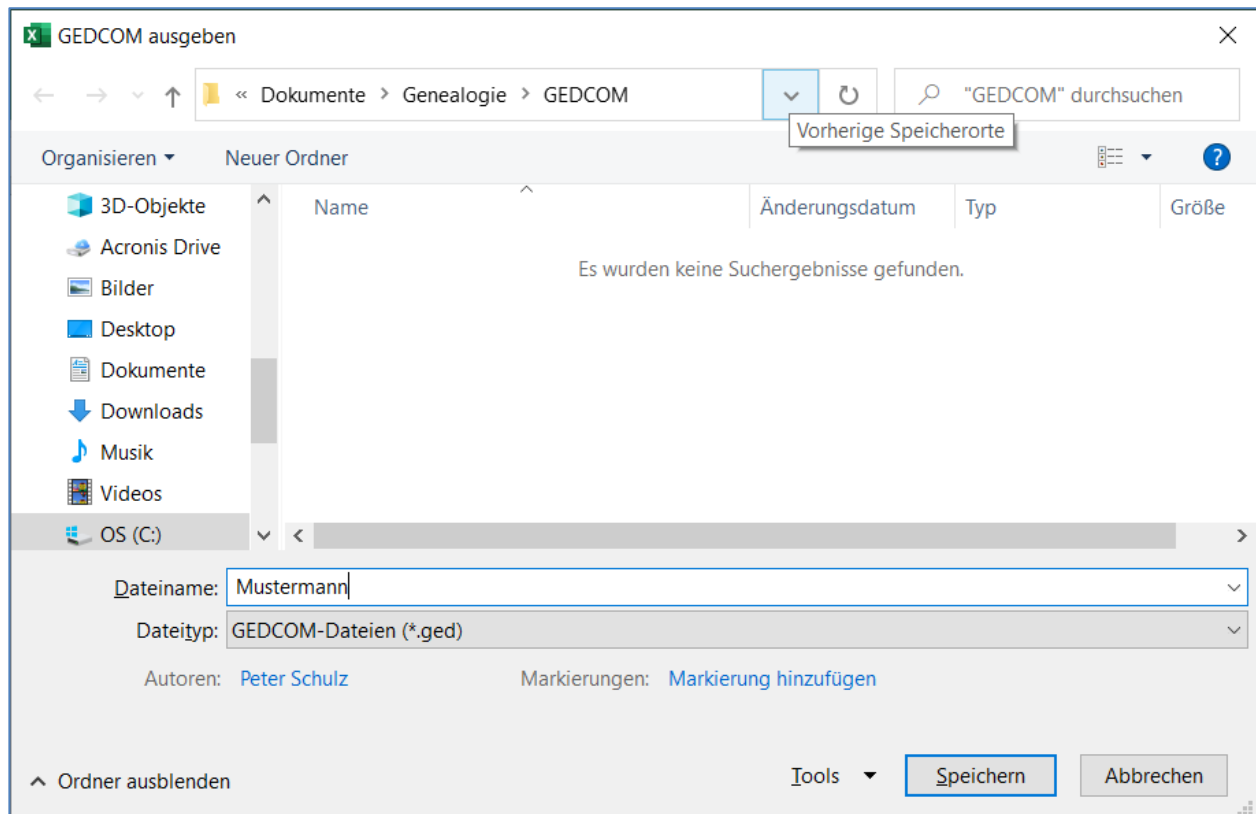 GEDCOM ausgeben
« Dokumente > Genealogie > GEDCOM
"GEDCOM" durchsuchen
Vorherige Speicherorte
Organisieren
Neuer Ordner
Name
Änderungsdatum
Typ
Größe
3D-Objekte
Acronis Drive
Bilder
Desktop
Dokumente
Downloads
Musik
Videos
OS (C:)
Es wurden keine Suchergebnisse gefunden.
Dateiname: Mustermann
Dateityp: GEDCOM-Dateien (*.ged)
Autoren: Peter Schulz
Markierungen: Markierung hinzufügen
Ordner ausblenden
Tools
Speichern
Abbrechen